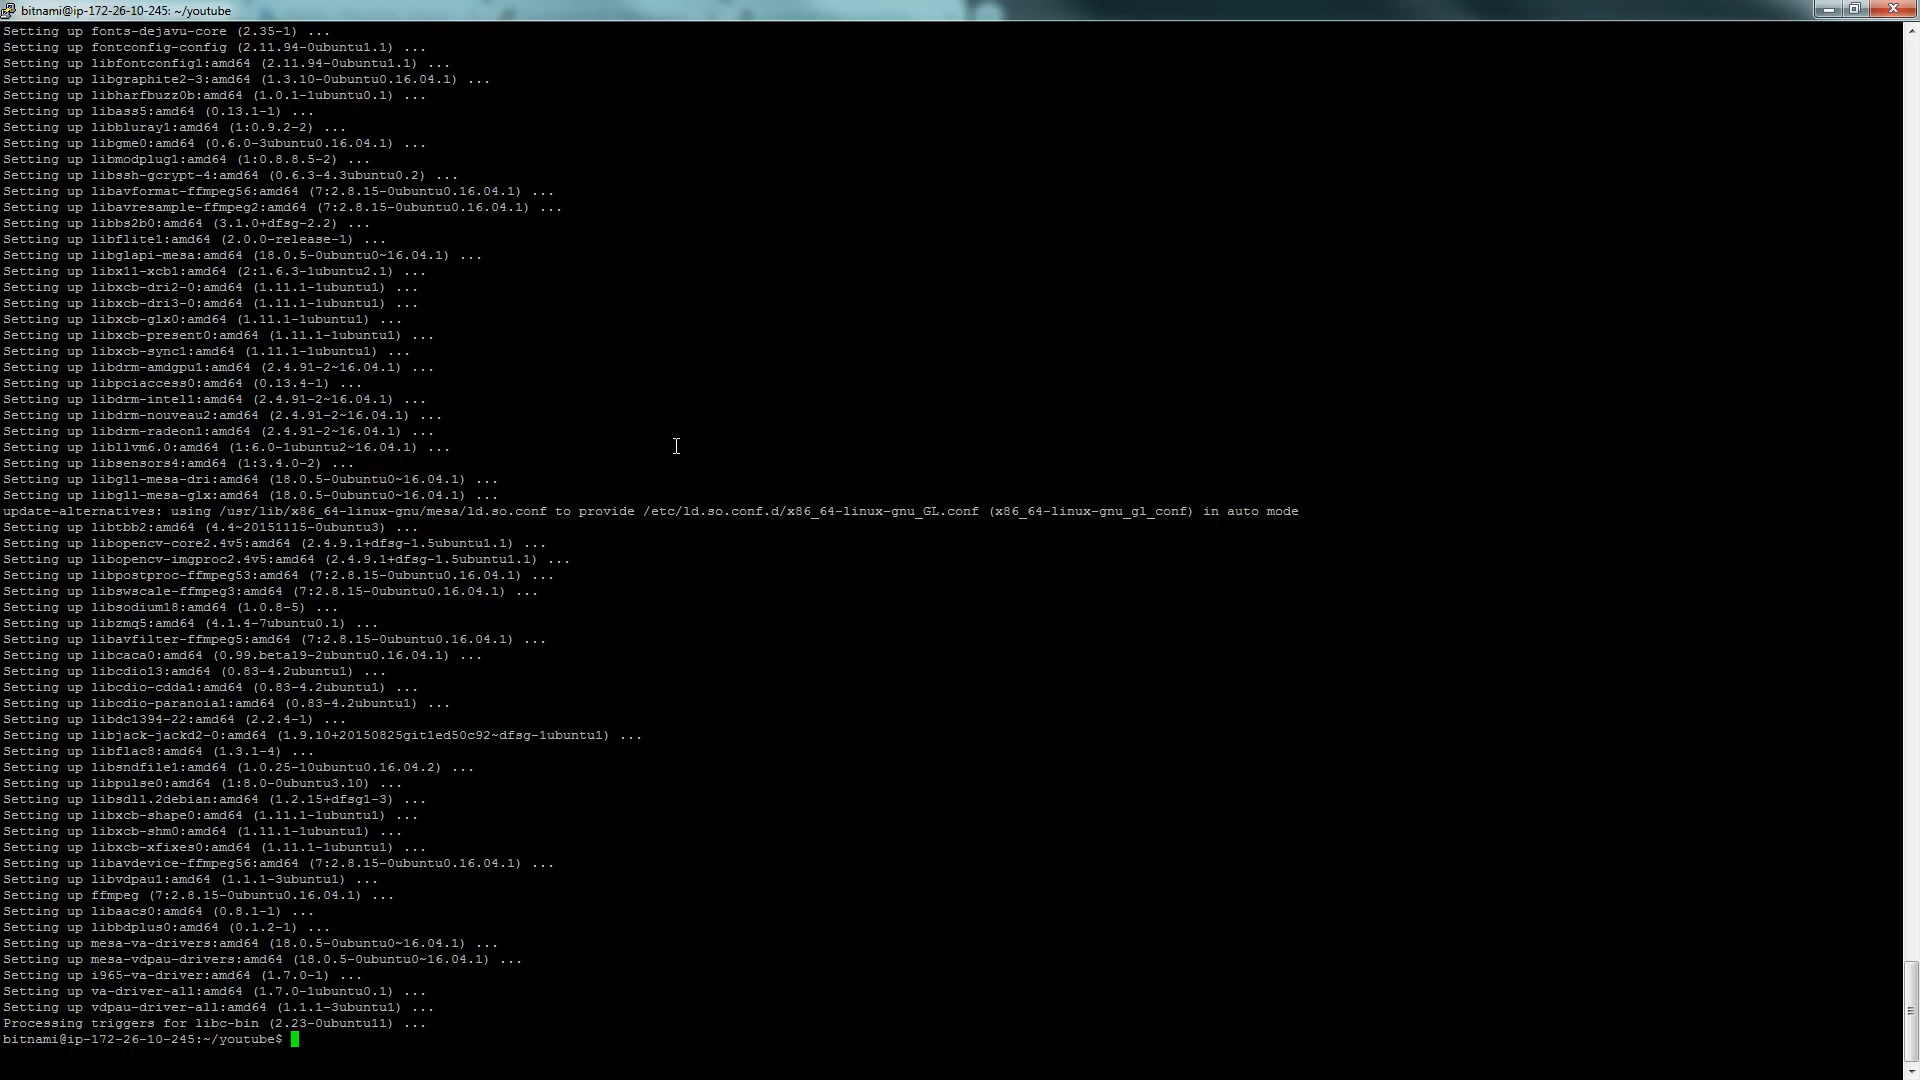 bitnami@ip-172-26-10-245: ~/youtube
Setting up fonts-dejavu-core (2.35-1) ...
Setting up fontconfig-config (2.11.94-0ubuntu1.1) ...
Setting up libfontconfig1:amd64 (2.11.94-0ubuntu1.1) ...
Setting up libgraphite2-3:amd64 (1.3.10-0ubuntu0.16.04.1) ...
Setting up libharfbuzz0b:amd64 (1.0.1-1ubuntu0.1) ...
Setting up libass5:amd64 (0.13.1-1) ...
Setting up libbluray1:amd64 (1:0.9.2-2) ...
Setting up libgme0:amd64 (0.6.0-3ubuntu0.16.04.1) ...
Setting up libmodplug1:amd64 (1:0.8.8.5-2) ...
Setting up libssh-gcrypt-4:amd64 (0.6.3-4.3ubuntu0.2) ...
Setting up libavformat-ffmpeg56:amd64 (7:2.8.15-0ubuntu0.16.04.1) ...
Setting up libavresample-ffmpeg2:amd64 (7:2.8.15-0ubuntu0.16.04.1) ...
Setting up libbs2b0:amd64 (3.1.0+dfsg-2.2) ...
Setting up libflite1:amd64 (2.0.0-release-1) ...
Setting up libglapi-mesa:amd64 (18.0.5-0ubuntu0~16.04.1) ...
Setting up libx11-xcb1:amd64 (2:1.6.3-1ubuntu2.1) ...
Setting up libxcb-dri2-0:amd64 (1.11.1-1ubuntu1) ...
Setting up libxcb-dri3-0:amd64 (1.11.1-1ubuntu1) ...
Setting up libxcb-glx0:amd64 (1.11.1-1ubuntu1) ...
Setting up libxcb-present0:amd64 (1.11.1-1ubuntu1) ...
Setting up libxcb-sync1:amd64 (1.11.1-1ubuntu1) ...
Setting up libdrm-amdgpu1:amd64 (2.4.91-2~16.04.1) ...
Setting up libpciaccess0:amd64 (0.13.4-1) ...
Setting up libdrm-intel1:amd64 (2.4.91-2~16.04.1) ...
Setting up libdrm-nouveau2:amd64 (2.4.91-2~16.04.1) ...
Setting up libdrm-radeon1:amd64 (2.4.91-2~16.04.1) ...
Setting up libllvm6.0:amd64 (1:6.0-1ubuntu2~16.04.1) ...
Setting up libsensors4:amd64 (1:3.4.0-2) ...
Setting up libgl1-mesa-dri:amd64 (18.0.5-0ubuntu0~16.04.1) ...
Setting up libgl1-mesa-glx:amd64 (18.0.5-0ubuntu0~16.04.1) ...
update-alternatives: using /usr/lib/x86_64-linux-gnu/mesa/ld.so.conf to provide /etc/ld.so.conf.d/x86_64-linux-gnu_GL.conf (x86_64-linux-gnu_gl_conf) in auto mode
Setting up libtbb2:amd64 (4.4~20151115-0ubuntu3) ...
Setting up libopencv-core2.4v5:amd64 (2.4.9.1+dfsg-1.5ubuntu1.1) ...
Setting up libopencv-imgproc2.4v5:amd64 (2.4.9.1+dfsg-1.5ubuntu1.1) ...
Setting up libpostproc-ffmpeg53:amd64 (7:2.8.15-0ubuntu0.16.04.1) ...
Setting up libswscale-ffmpeg3:amd64 (7:2.8.15-0ubuntu0.16.04.1) ...
Setting up libsodium18:amd64 (1.0.8-5) ...
Setting up libzmq5:amd64 (4.1.4-7ubuntu0.1) ...
Setting up libavfilter-ffmpeg5:amd64 (7:2.8.15-0ubuntu0.16.04.1) ...
Setting up libcaca0:amd64 (0.99.beta19-2ubuntu0.16.04.1) ...
Setting up libcdio13:amd64 (0.83-4.2ubuntu1) ...
Setting up libcdio-cdda1:amd64 (0.83-4.2ubuntu1) ...
Setting up libcdio-paranoia1:amd64 (0.83-4.2ubuntu1) ...
Setting up libdc1394-22:amd64 (2.2.4-1) ...
Setting up libjack-jackd2-0:amd64 (1.9.10+20150825git1ed50c92~dfsg-1ubuntu1) ...
Setting up libflac8:amd64 (1.3.1-4) ...
Setting up libsndfile1:amd64 (1.0.25-10ubuntu0.16.04.2) ...
Setting up libpulse0:amd64 (1:8.0-0ubuntu3.10) ...
Setting up libsdl1.2debian:amd64 (1.2.15+dfsg1-3) ...
Setting up libxcb-shape0:amd64 (1.11.1-1ubuntu1) ...
Setting up libxcb-shm0:amd64 (1.11.1-1ubuntu1) ...
Setting up libxcb-xfixes0:amd64 (1.11.1-1ubuntu1) ...
Setting up libavdevice-ffmpeg56:amd64 (7:2.8.15-0ubuntu0.16.04.1) ...
Setting up libvdpau1:amd64 (1.1.1-3ubuntu1) ...
Setting up ffmpeg (7:2.8.15-0ubuntu0.16.04.1) ...
Setting up libaacs0:amd64 (0.8.1-1) ...
Setting up libbdplus0:amd64 (0.1.2-1) ...
Setting up mesa-va-drivers:amd64 (18.0.5-0ubuntu0~16.04.1) ...
Setting up mesa-vdpau-drivers:amd64 (18.0.5-0ubuntu0~16.04.1) ...
Setting up i965-va-driver:amd64 (1.7.0-1) ...
Setting up va-driver-all:amd64 (1.7.0-1ubuntu0.1) ...
Setting up vdpau-driver-all:amd64 (1.1.1-3ubuntu1) ...
Processing triggers for libc-bin (2.23-0ubuntu11) ...
bitnami@ip-172-26-10-245:~/youtube$